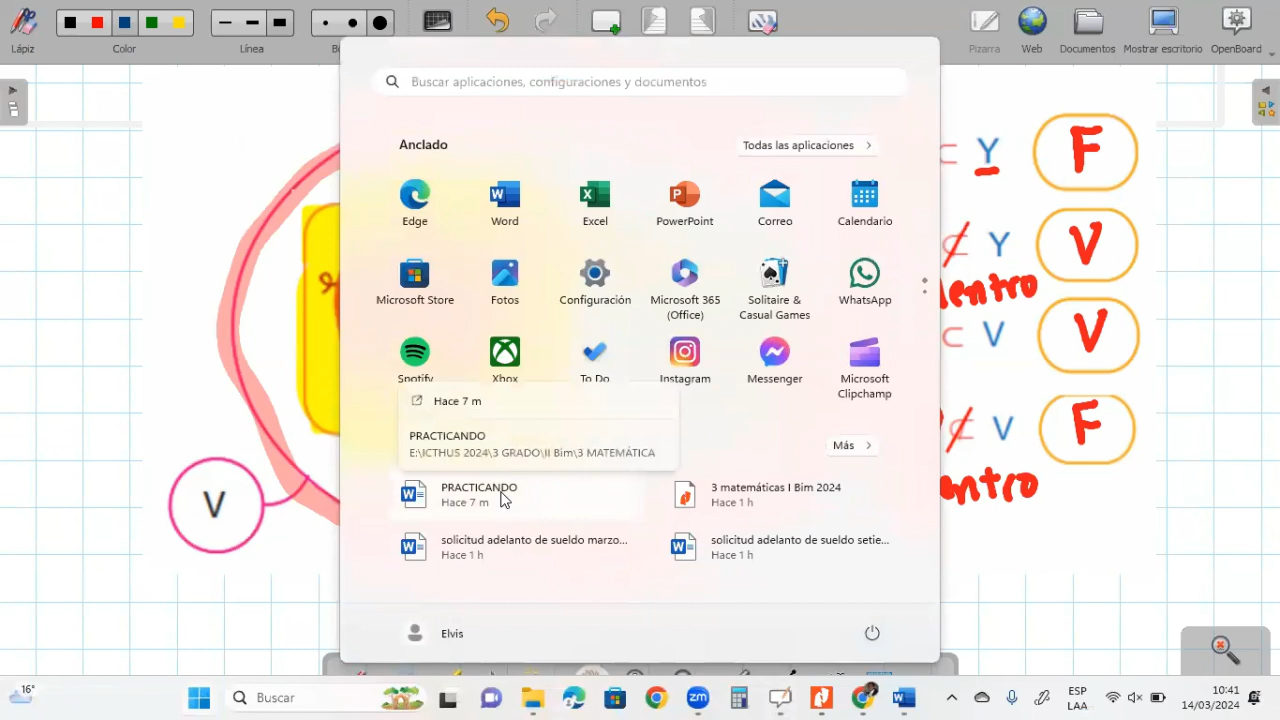 Lápiz
Color
Línea
Pizarra
Web
Documentos
Mostrar escritorio
OpenBoard
Buscar aplicaciones, configuraciones y documentos
Anclado
Todas las aplicaciones
Edge
Word
Excel
PowerPoint
Correo
Calendario
Microsoft Store
Fotos
Configuración
Microsoft 365
(Office)
Solitaire &
Casual Games
WhatsApp
Spotify
Xbox
To Do
Instagram
Messenger
Microsoft
Clipchamp
Hace 7 m
PRACTICANDO
E:\ICTHUS 2024\3 GRADO\II Bim\3 MATEMÁTICA
Más
PRACTICANDO
Hace 7 m
3 matemáticas I Bim 2024
Hace 1 h
solicitud adelanto de sueldo marzo...
Hace 1 h
solicitud adelanto de sueldo setie...
Hace 1 h
Elvis
V
⊂ Y F
⊄ Y V
dentro
⊂ V V
⊄ V F
entro
16°
Buscar
ESP
LAA
10:41
14/03/2024